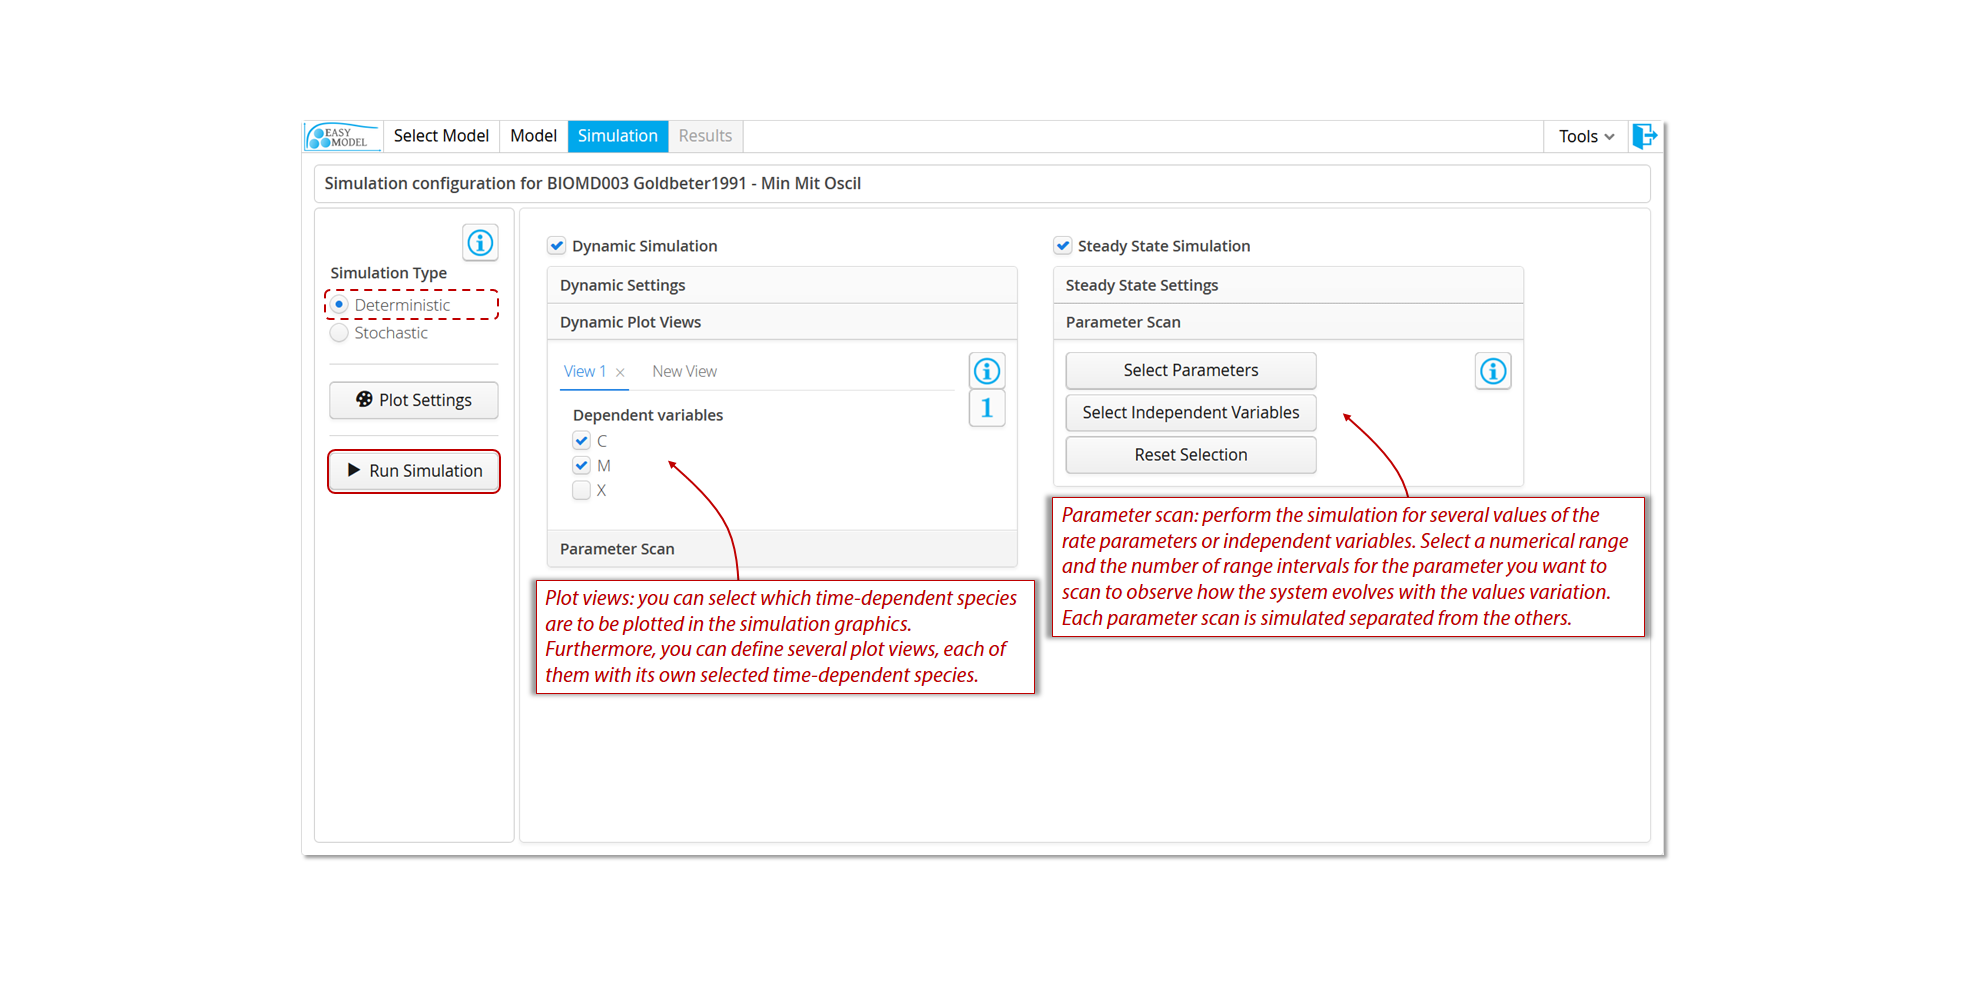 EASY
MODEL
Select Model
Model
Simulation
Results
Tools
Simulation configuration for BIOMD003 Goldbeter1991 - Min Mit Oscil
Simulation Type
Deterministic
Stochastic
Plot Settings
Run Simulation
Dynamic Simulation
Dynamic Settings
Dynamic Plot Views
View 1 ×
New View
1
Dependent variables
C
M
X
Parameter Scan
Plot views: you can select which time-dependent species
are to be plotted in the simulation graphics.
Furthermore, you can define several plot views, each of
them with its own selected time-dependent species.
Steady State Simulation
Steady State Settings
Parameter Scan
Select Parameters
Select Independent Variables
Reset Selection
Parameter scan: perform the simulation for several values of the
rate parameters or independent variables. Select a numerical range
and the number of range intervals for the parameter you want to
scan to observe how the system evolves with the values variation.
Each parameter scan is simulated separated from the others.